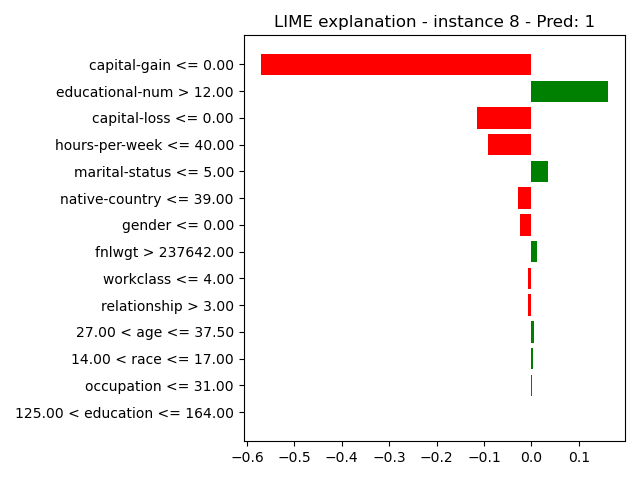 LIME explanation - instance 8 - Pred: 1
capital-gain <= 0.00
educational-num > 12.00
capital-loss <= 0.00
hours-per-week <= 40.00
marital-status <= 5.00
native-country <= 39.00
gender <= 0.00
fnlwgt > 237642.00
workclass <= 4.00
relationship > 3.00
27.00 < age <= 37.50
14.00 < race <= 17.00
occupation <= 31.00
125.00 < education <= 164.00
−0.6 −0.5 −0.4 −0.3 −0.2 −0.1 0.0 0.1